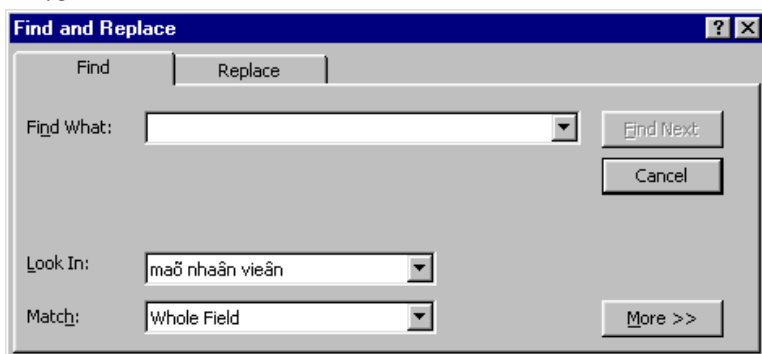 Find and Replace
Find Replace
Find What: Find Next
Cancel
Look In: maõ nhaân vieân
Match: Whole Field More >>